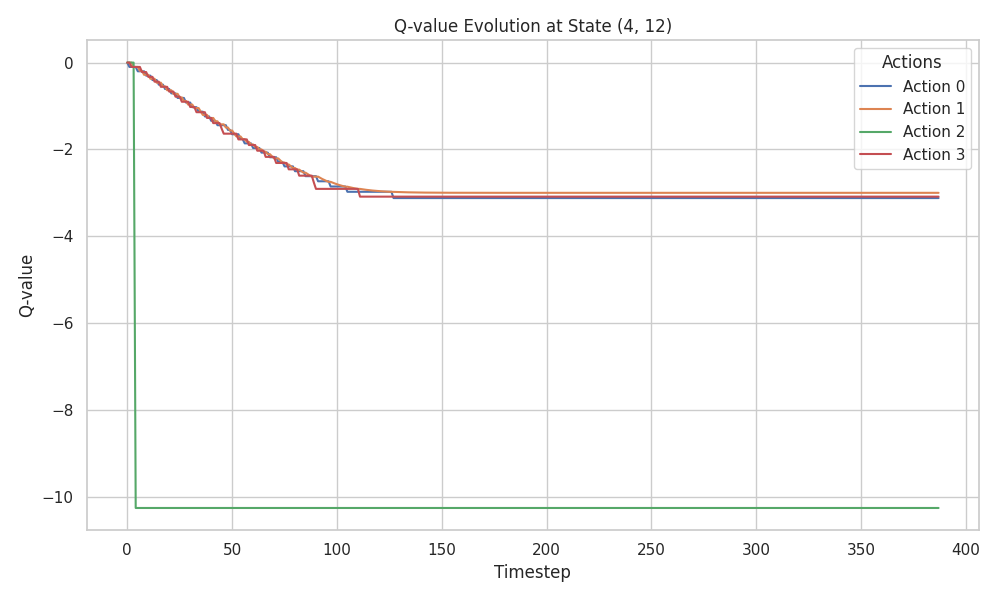 Q-value Evolution at State (4, 12)
Actions
Action 0
Action 1
Action 2
Action 3
Q-value
0
−2
−4
−6
−8
−10
0 50 100 150 200 250 300 350 400
Timestep